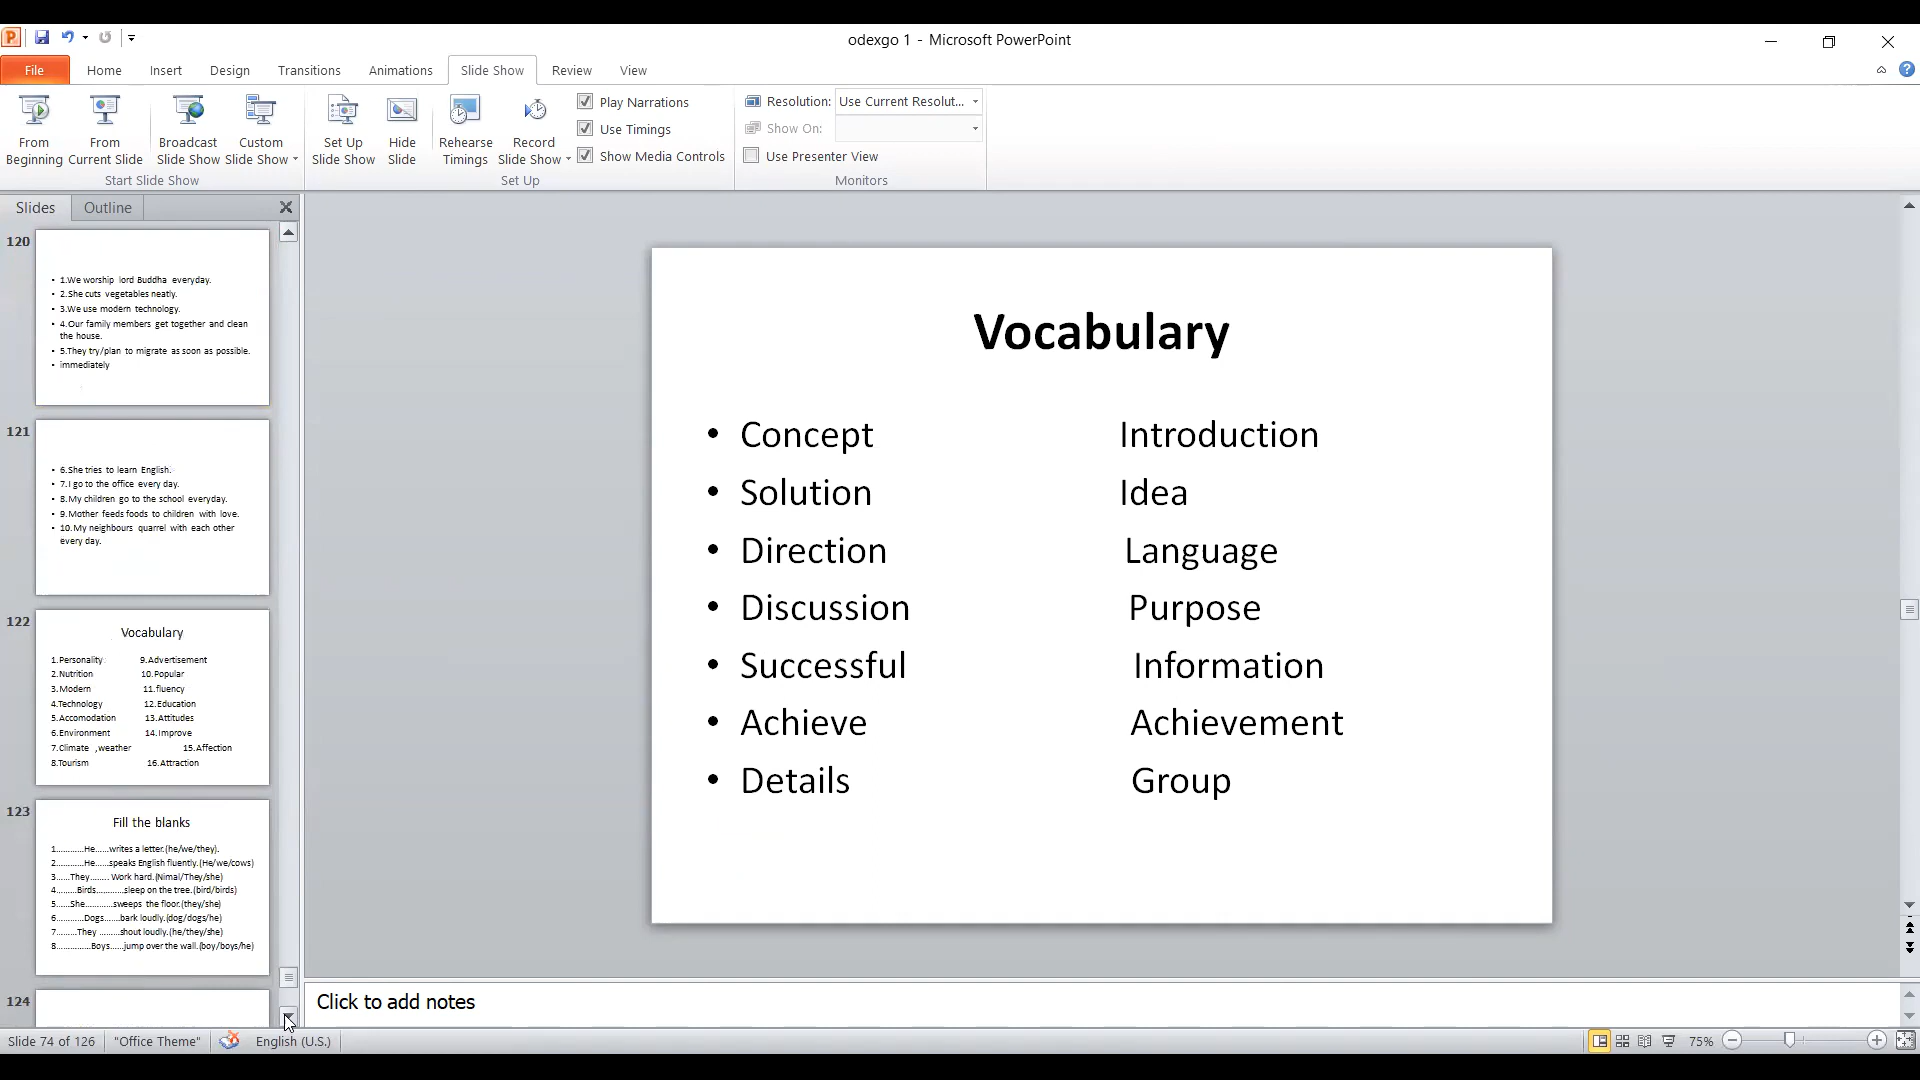 odexgo 1 - Microsoft PowerPoint
File Home Insert Design Transitions Animations Slide Show Review View
From Beginning
From Current Slide
Broadcast Slide Show
Custom Slide Show
Start Slide Show
Set Up Slide Show
Hide Slide
Rehearse Timings
Record Slide Show
Play Narrations
Use Timings
Show Media Controls
Set Up
Resolution: Use Current Resolut...
Show On:
Use Presenter View
Monitors
Slides Outline
120
• 1.We worship lord Buddha everyday.
• 2.She cuts vegetables neatly.
• 3.We use modern technology.
• 4.Our family members get together and clean
the house.
• 5.They try/plan to migrate as soon as possible.
• immediately
121
• 6.She tries to learn English.
• 7.I go to the office every day.
• 8.My children go to the school everyday.
• 9.Mother feeds foods to children with love.
• 10.My neighbours quarrel with each other
every day.
122
Vocabulary
1.Personality 9.Advertisement
2.Nutrition 10.Popular
3.Modern 11.fluency
4.Technology 12.Education
5.Accomodation 13.Attitudes
6.Environment 14.Improve
7.Climate ,weather 15.Affection
8.Tourism 16.Attraction
123
Fill the blanks
1............He......writes a letter.(he/we/they).
2............He......speaks English fluently.(He/we/cows)
3......They........ Work hard.(Nimal/They/she)
4.........Birds............sleep on the tree.(bird/birds)
5......She............sweeps the floor.(they/she)
6............Dogs.......bark loudly.(dog/dogs/he)
7.........They .........shout loudly.(he/they/she)
8...............Boys......jump over the wall.(boy/boys/he)
124
Vocabulary
• Concept Introduction
• Solution Idea
• Direction Language
• Discussion Purpose
• Successful Information
• Achieve Achievement
• Details Group
Click to add notes
Slide 74 of 126 "Office Theme" English (U.S.) 75%